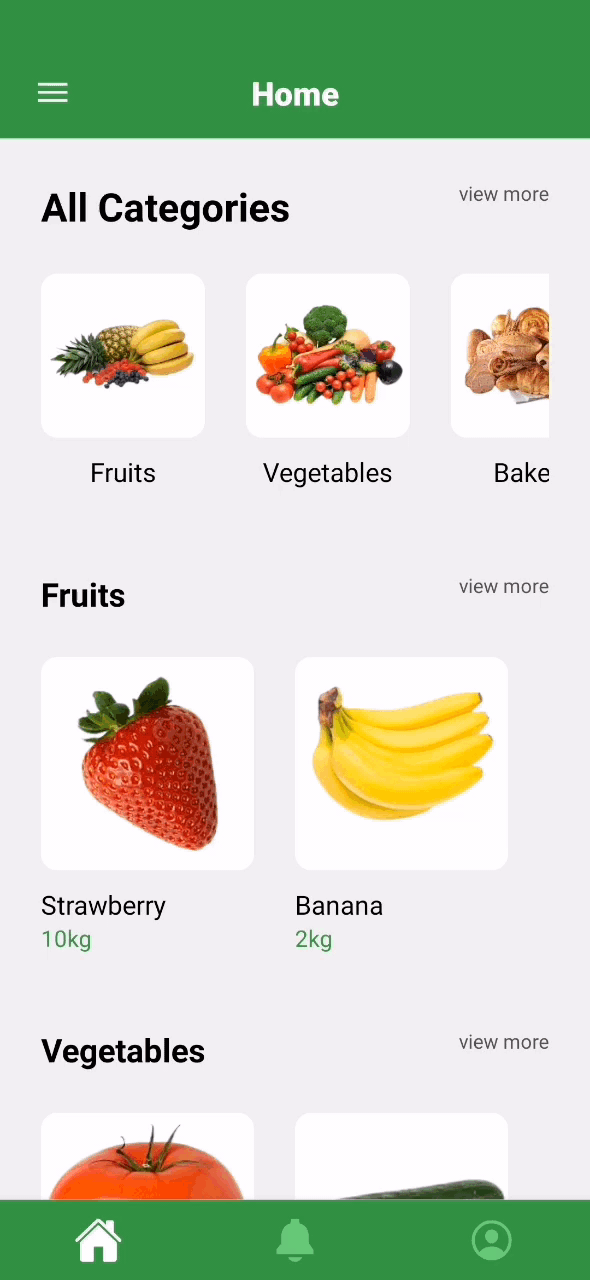 Home
All Categories
view more
Fruits
Vegetables
Bake
Fruits
view more
Strawberry
10kg
Banana
2kg
Vegetables
view more